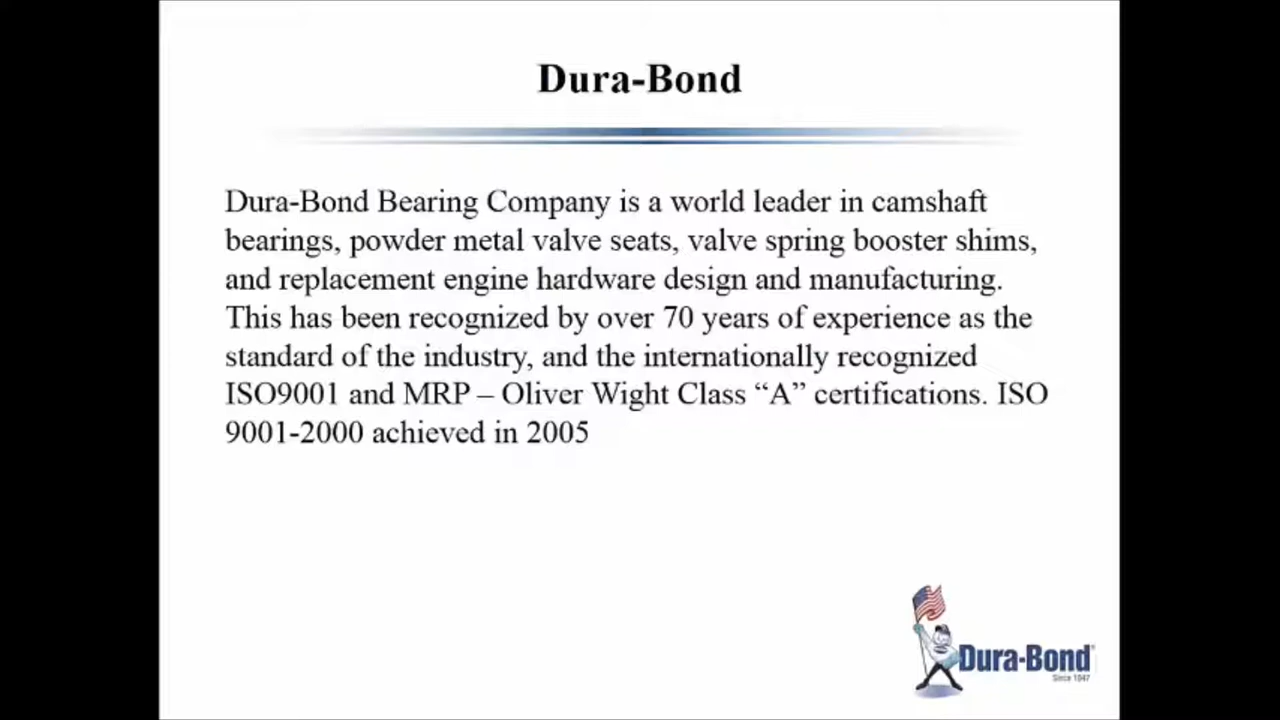 Dura-Bond
Dura-Bond Bearing Company is a world leader in camshaft
bearings, powder metal valve seats, valve spring booster shims,
and replacement engine hardware design and manufacturing.
This has been recognized by over 70 years of experience as the
standard of the industry, and the internationally recognized
ISO9001 and MRP – Oliver Wight Class “A” certifications. ISO
9001-2000 achieved in 2005
Dura-Bond
Since 1947